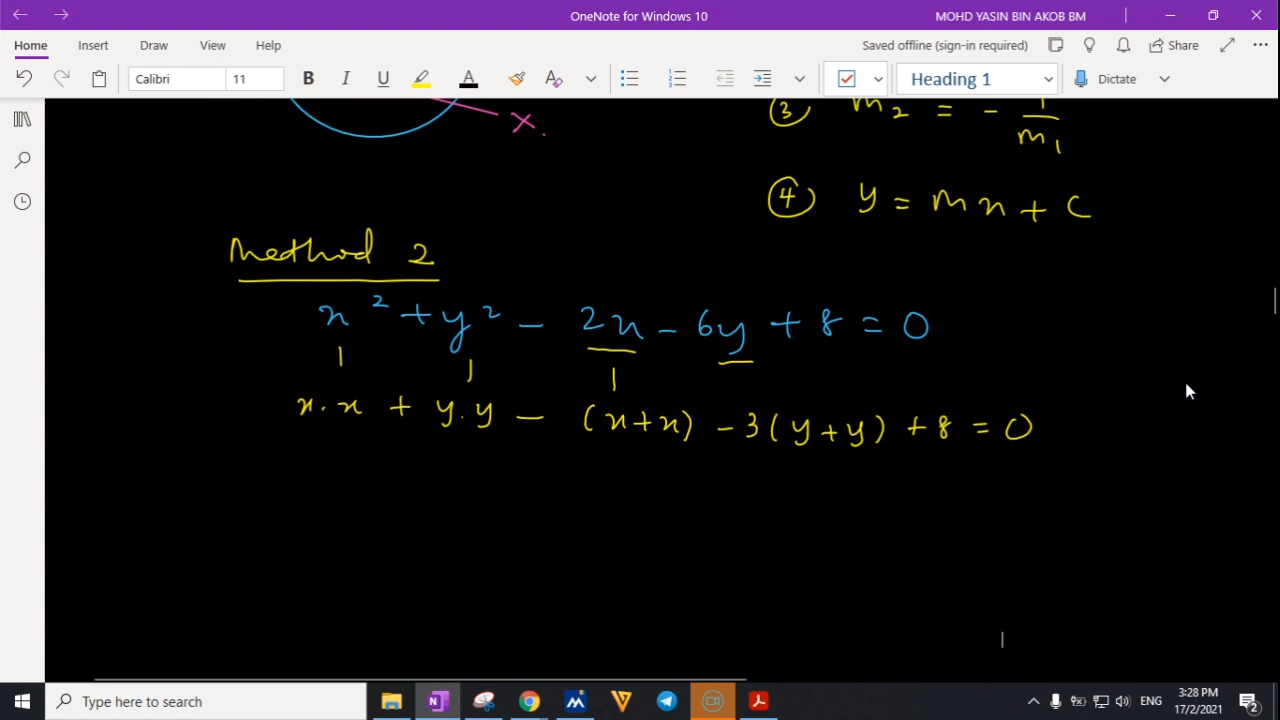 OneNote for Windows 10
MOHD YASIN BIN AKOB BM
Home Insert Draw View Help
Saved offline (sign-in required)
Share
Calibri 11 B I U A A Heading 1 Dictate
x.
③ m₂ = - 1/m₁
④ y = mx + c
Method 2
x² + y² - 2x - 6y + 8 = 0
x.x + y.y - (x+x) - 3(y+y) + 8 = 0
Type here to search
ENG
3:28 PM
17/2/2021
2